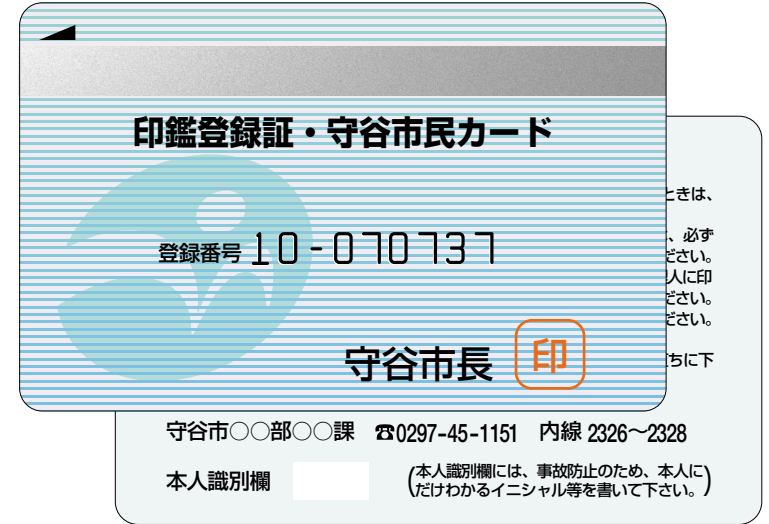 印鑑登録証・守谷市民カード
登録番号 10-070737
守谷市長 印
ときは、
、必ず
ださい。
人に印
ださい。
ださい。
ちに下
守谷市○○部○○課 ☎0297-45-1151 内線 2326～2328
本人識別欄
(本人識別欄には、事故防止のため、本人に
だけわかるイニシャル等を書いて下さい。)